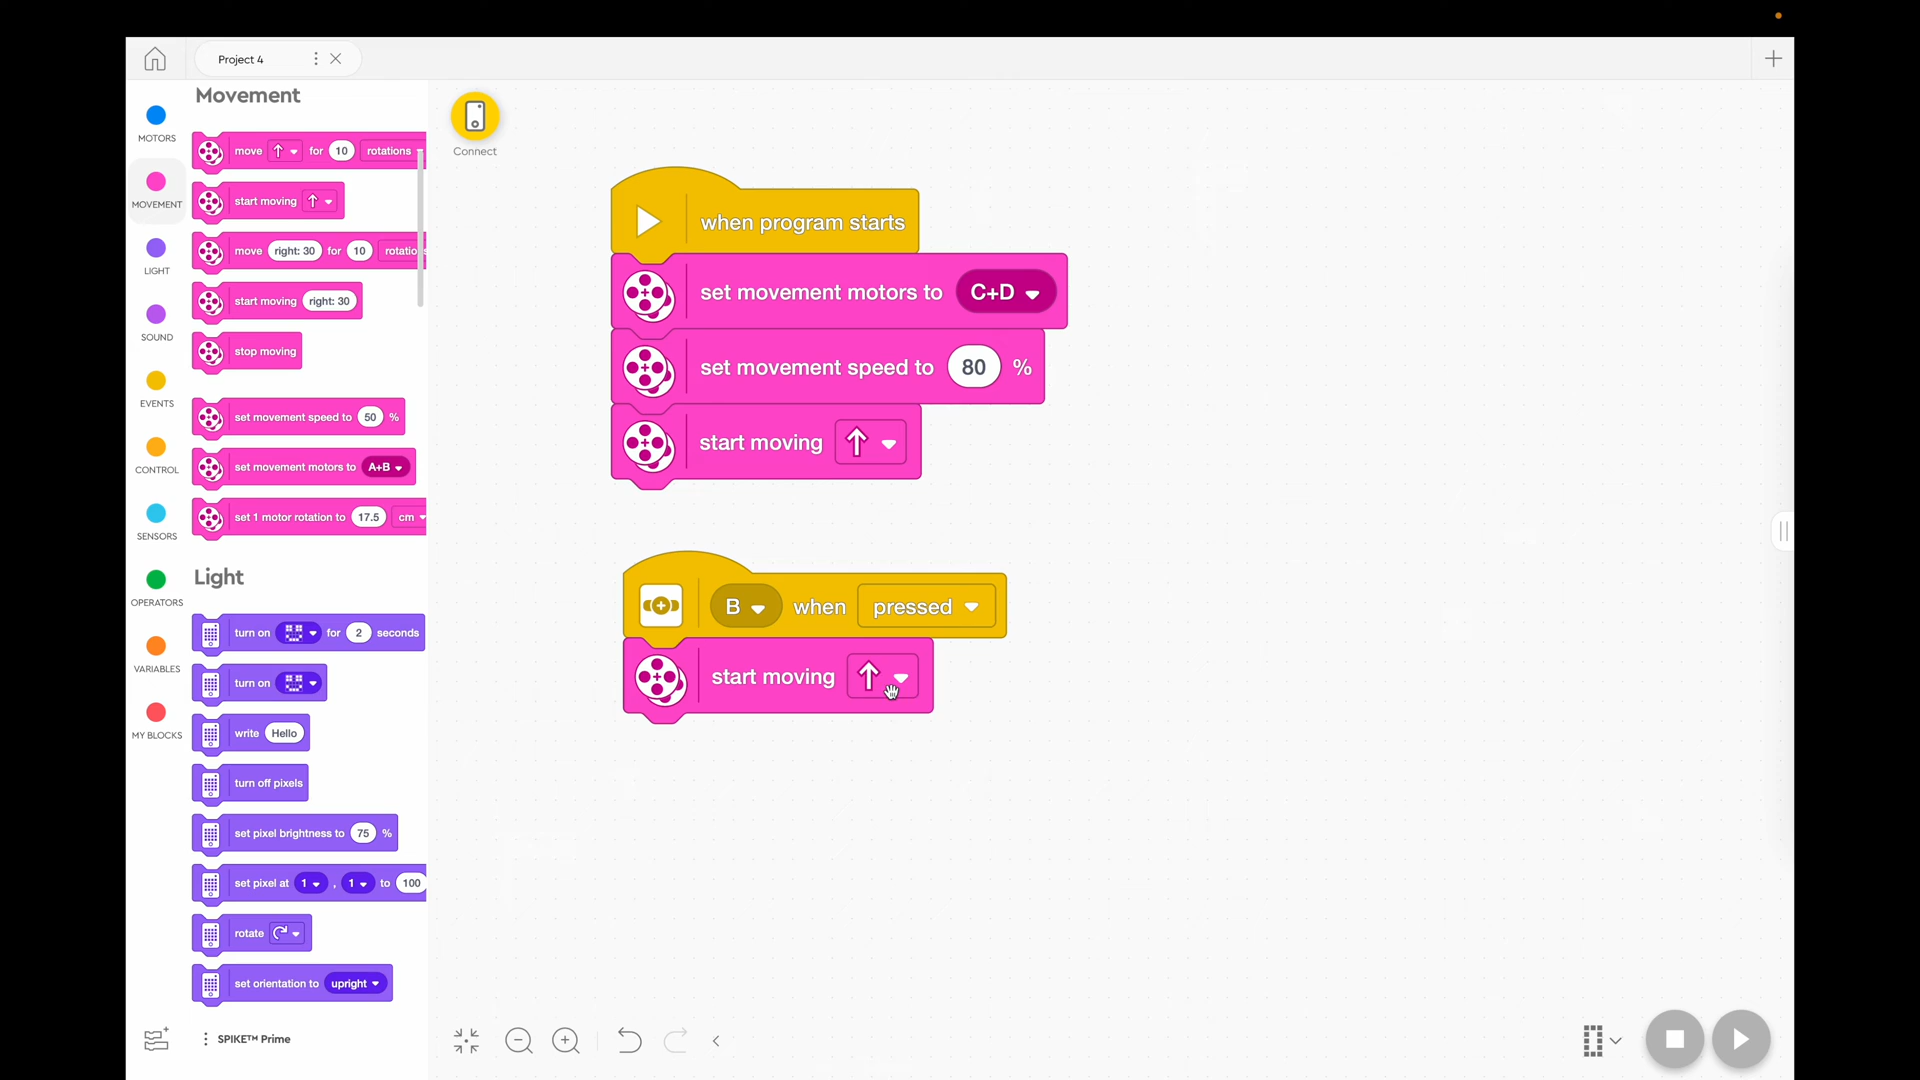 Project 4
Connect
MOTORS
MOVEMENT
LIGHT
SOUND
EVENTS
CONTROL
SENSORS
OPERATORS
VARIABLES
MY BLOCKS
Movement
move for 10 rotations
start moving
move right: 30 for 10 rotations
start moving right: 30
stop moving
set movement speed to 50 %
set movement motors to A+B
set 1 motor rotation to 17.5 cm
Light
turn on for 2 seconds
turn on
write Hello
turn off pixels
set pixel brightness to 75 %
set pixel at 1 , 1 to 100
rotate
set orientation to upright
SPIKE™ Prime
when program starts
set movement motors to C+D
set movement speed to 80 %
start moving
B when pressed
start moving